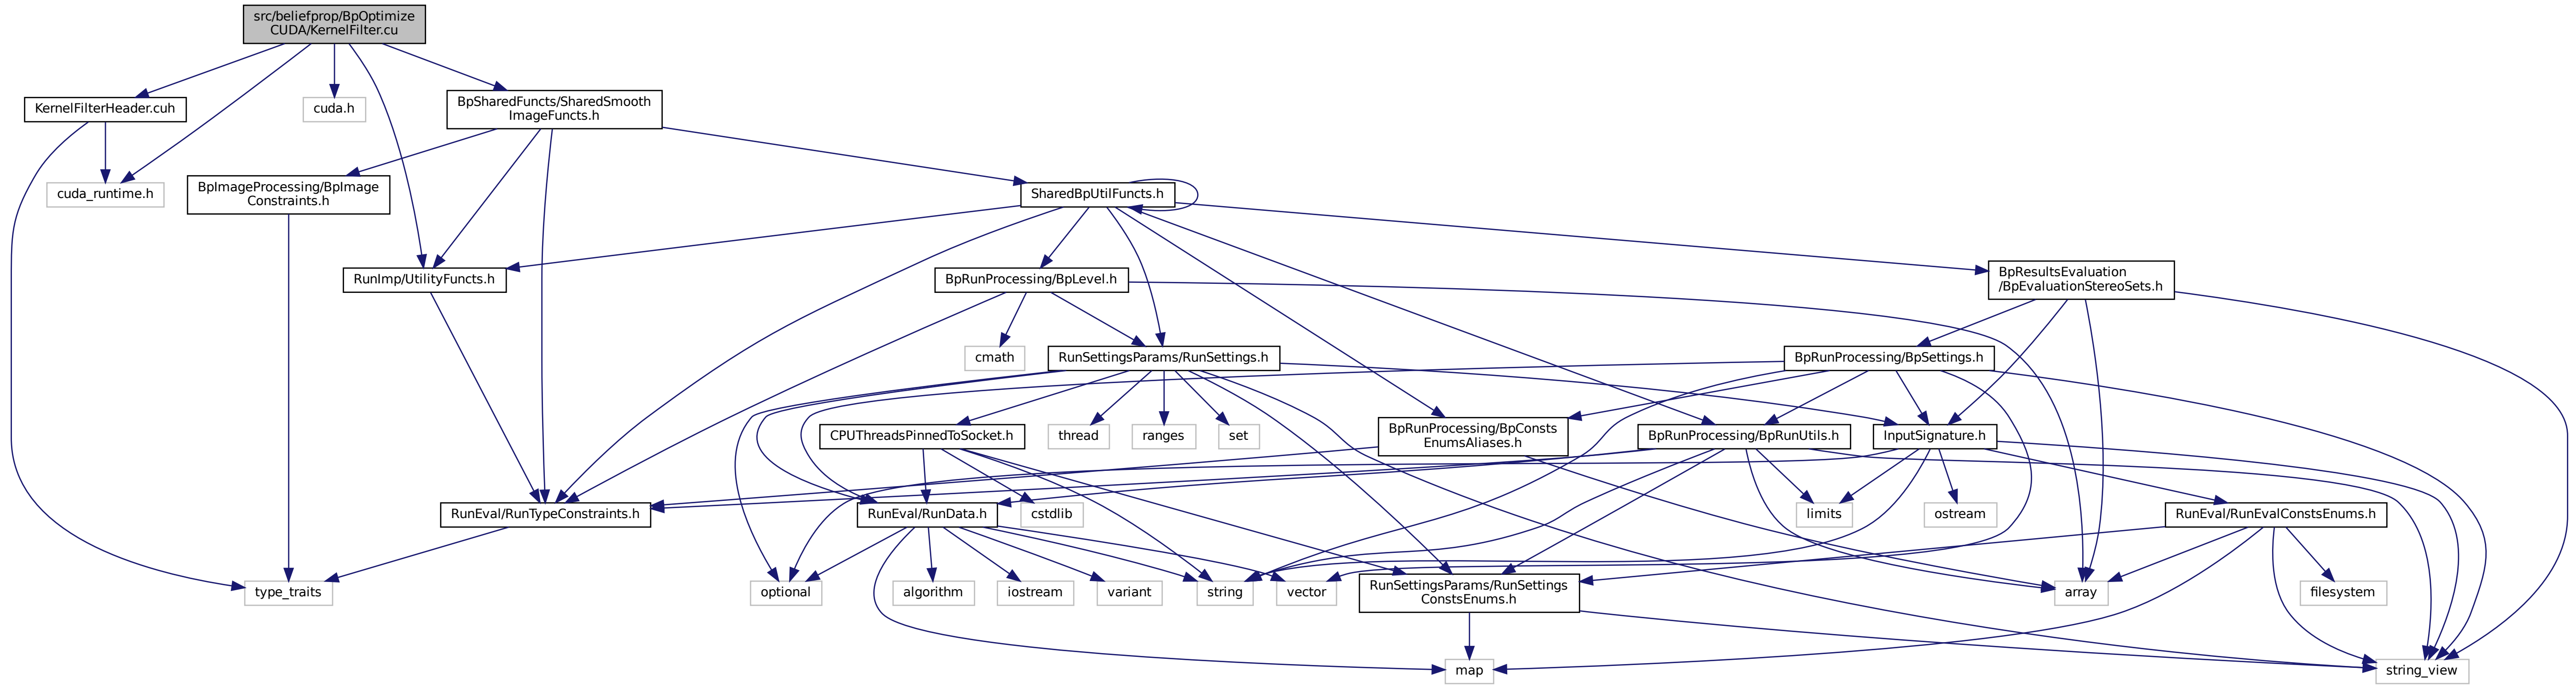 src/beliefprop/BpOptimize
CUDA/KernelFilter.cu
KernelFilterHeader.cuh
cuda.h
BpSharedFuncts/SharedSmooth
ImageFuncts.h
cuda_runtime.h
BpImageProcessing/BpImage
Constraints.h
SharedBpUtilFuncts.h
RunImp/UtilityFuncts.h
BpRunProcessing/BpLevel.h
BpResultsEvaluation
/BpEvaluationStereoSets.h
cmath
RunSettingsParams/RunSettings.h
BpRunProcessing/BpSettings.h
CPUThreadsPinnedToSocket.h
thread
ranges
set
BpRunProcessing/BpConsts
EnumsAliases.h
BpRunProcessing/BpRunUtils.h
InputSignature.h
RunEval/RunTypeConstraints.h
RunEval/RunData.h
cstdlib
limits
ostream
RunEval/RunEvalConstsEnums.h
type_traits
optional
algorithm
iostream
variant
string
vector
RunSettingsParams/RunSettings
ConstsEnums.h
array
filesystem
map
string_view